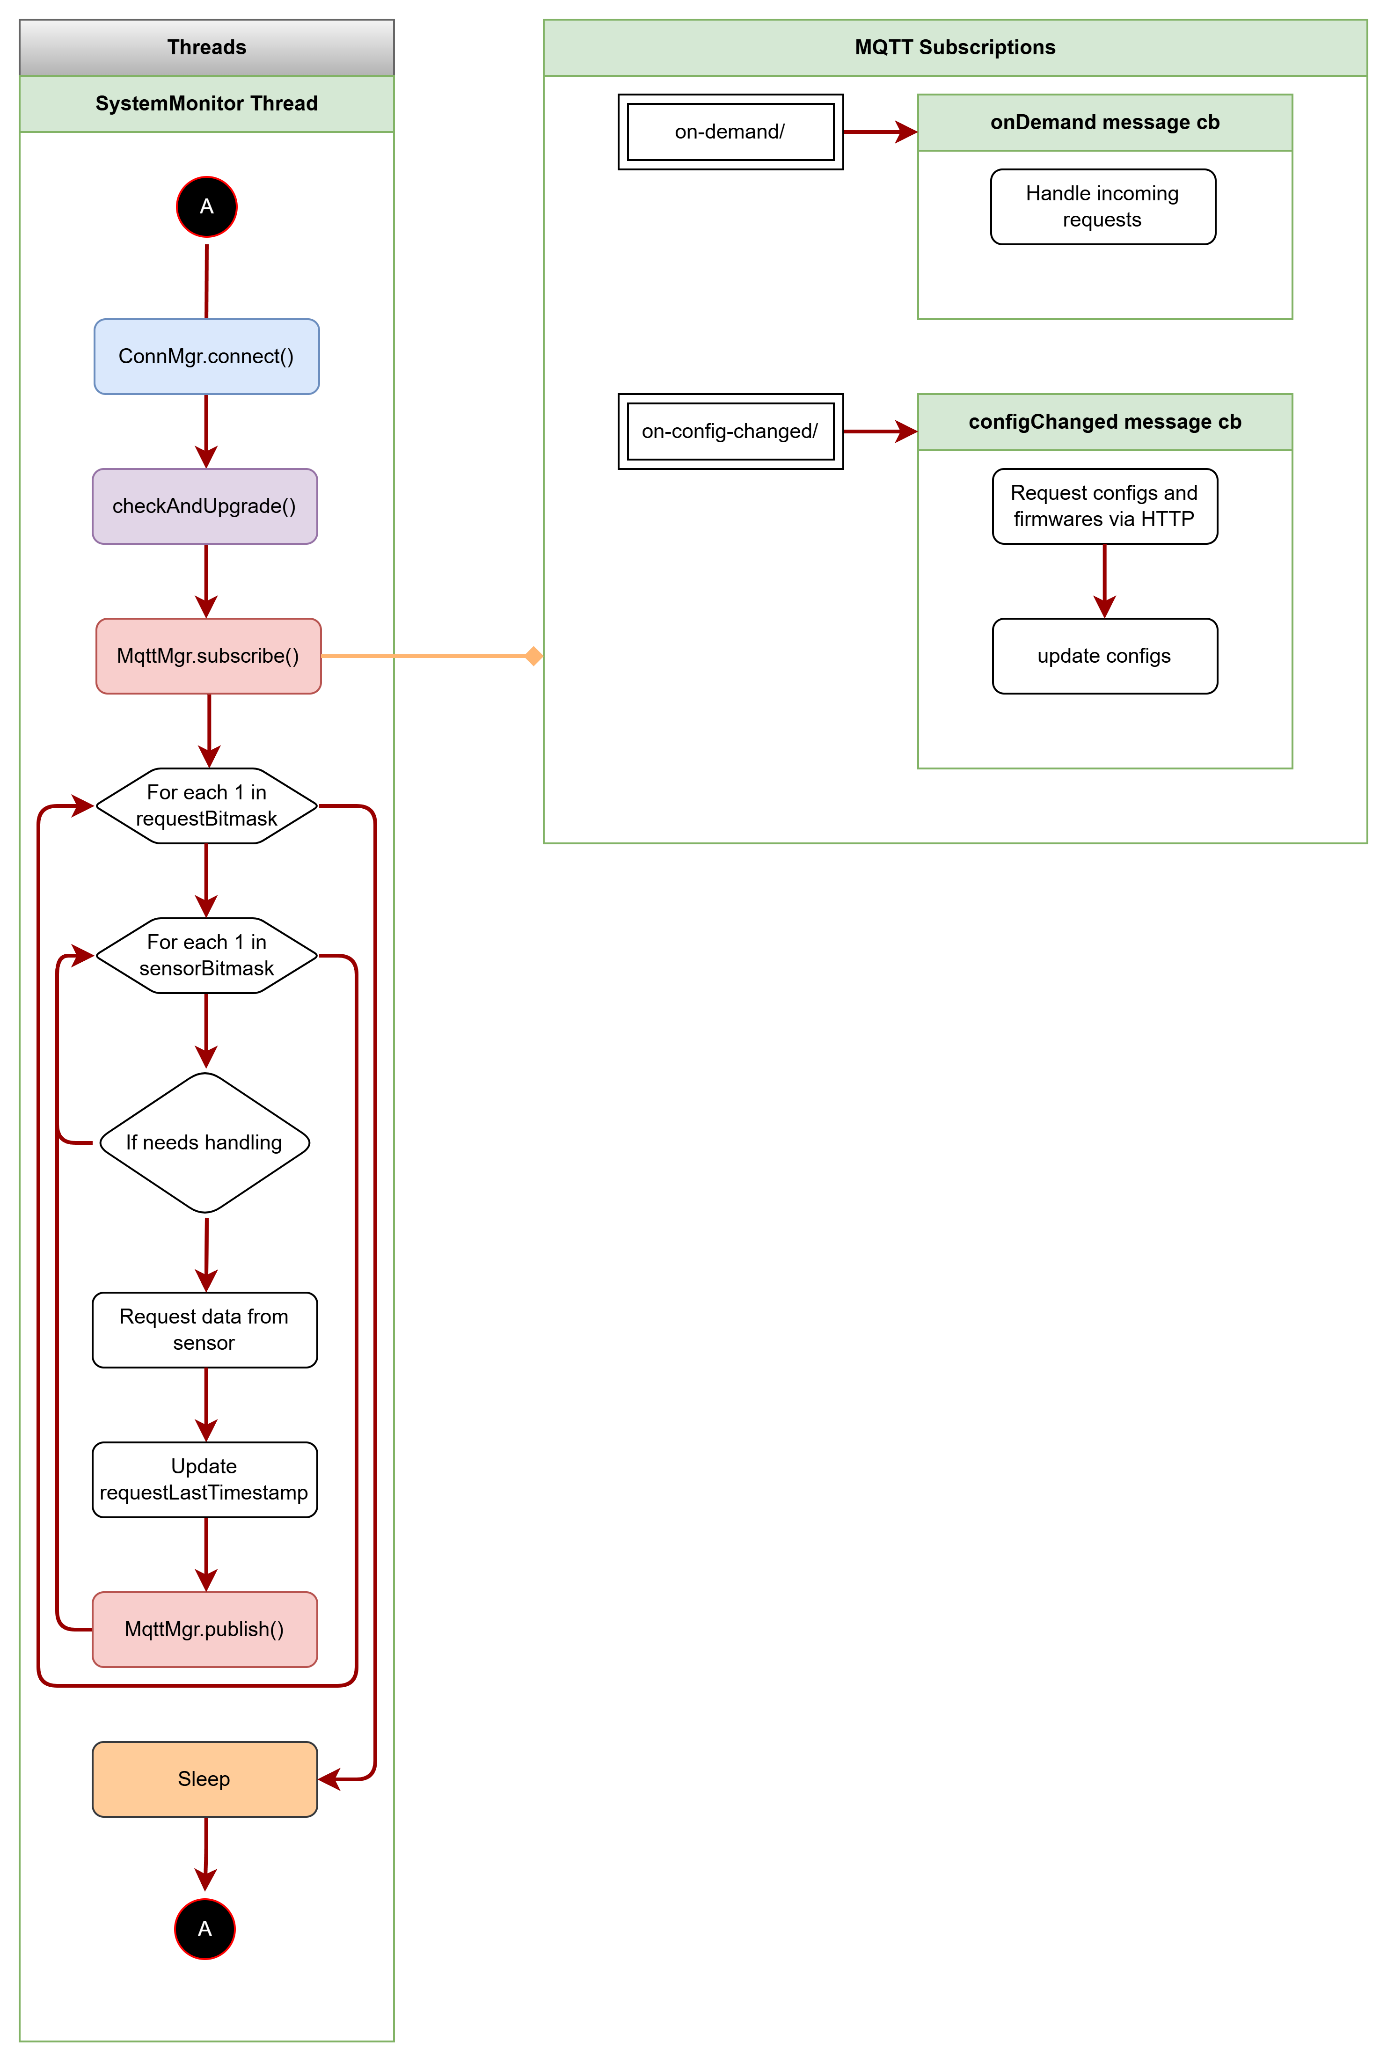 Threads
SystemMonitor Thread
A
ConnMgr.connect()
checkAndUpgrade()
MqttMgr.subscribe()
For each 1 in
requestBitmask
For each 1 in
sensorBitmask
If needs handling
Request data from
sensor
Update
requestLastTimestamp
MqttMgr.publish()
Sleep
A
MQTT Subscriptions
on-demand/
onDemand message cb
Handle incoming
requests
on-config-changed/
configChanged message cb
Request configs and
firmwares via HTTP
update configs